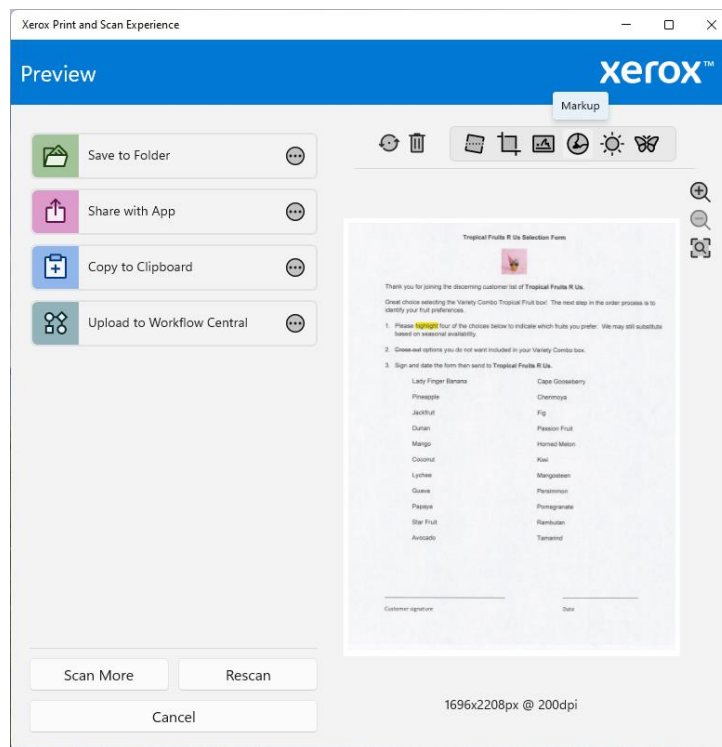 Xerox Print and Scan Experience
Preview
xerox™
Markup
Save to Folder
Share with App
Copy to Clipboard
Upload to Workflow Central
Tropical Fruits R Us Selection Form
Thank you for joining the discerning customer list of Tropical Fruits R Us.
Great choice selecting the Variety Combo Tropical Fruit box! The next step in the order process is to
identify your fruit preferences.
1. Please highlight four of the choices below to indicate which fruits you prefer. We may still substitute
based on seasonal availability.
2. Cross out options you do not want included in your Variety Combo box.
3. Sign and date the form then send to Tropical Fruits R Us.
Lady Finger Banana Cape Gooseberry
Pineapple Cherimoya
Jackfruit Fig
Durian Passion Fruit
Mango Horned Melon
Coconut Kiwi
Lychee Mangosteen
Guava Persimmon
Papaya Pomegranate
Star Fruit Rambutan
Avocado Tamarind
Customer signature Date
Scan More Rescan
Cancel
1696x2208px @ 200dpi